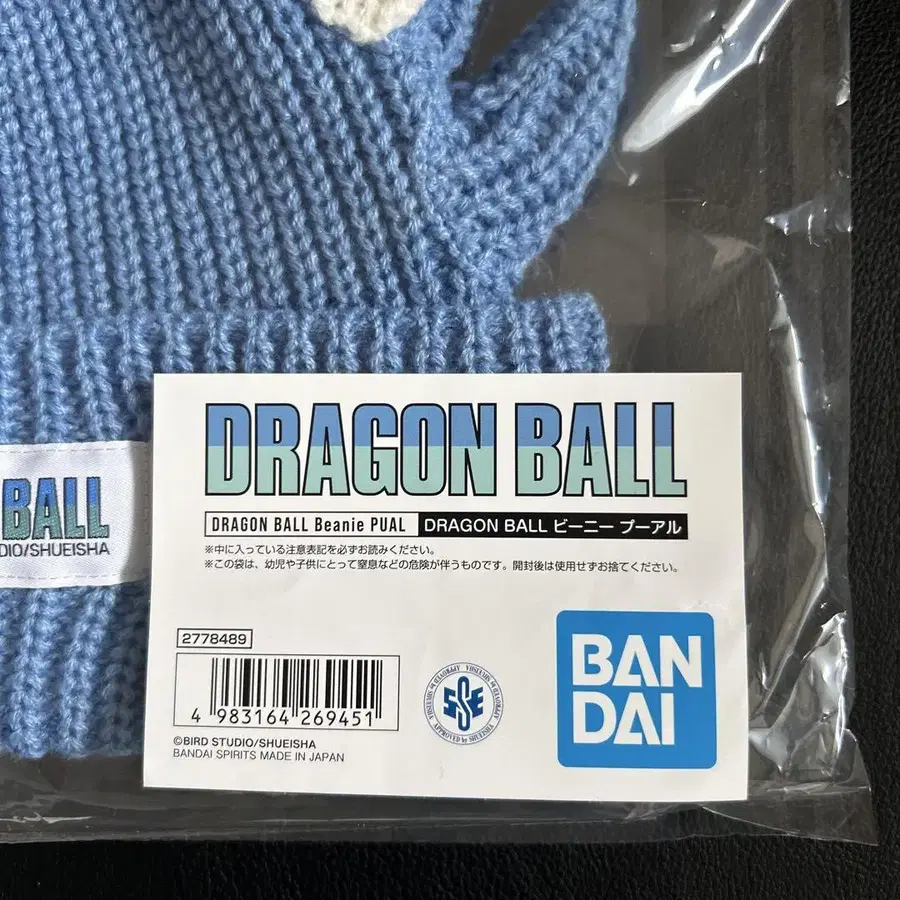 BALL
DIO/SHUEISHA
DRAGON BALL
DRAGON BALL Beanie PUAL
DRAGON BALL ビーニー プーアル
※中に入っている注意表記を必ずお読みください。
※この袋は、幼児や子供にとって窒息などの危険が伴うものです。開封後は使用せずお捨てください。
2778489
4 983164 269451
APPROVED by SHUEISHA
©BIRD STUDIO/SHUEISHA
BANDAI SPIRITS MADE IN JAPAN
BAN
DAI